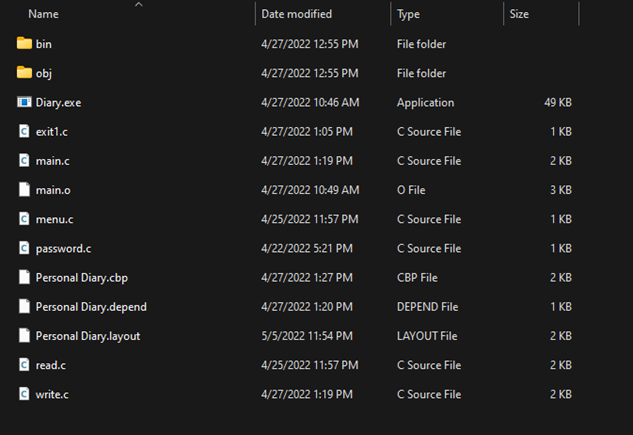 Name Date modified Type Size
bin 4/27/2022 12:55 PM File folder
obj 4/27/2022 12:55 PM File folder
Diary.exe 4/27/2022 10:46 AM Application 49 KB
exit1.c 4/27/2022 1:05 PM C Source File 1 KB
main.c 4/27/2022 1:19 PM C Source File 2 KB
main.o 4/27/2022 10:49 AM O File 3 KB
menu.c 4/25/2022 11:57 PM C Source File 1 KB
password.c 4/22/2022 5:21 PM C Source File 1 KB
Personal Diary.cbp 4/27/2022 1:27 PM CBP File 2 KB
Personal Diary.depend 4/27/2022 1:20 PM DEPEND File 1 KB
Personal Diary.layout 5/5/2022 11:54 PM LAYOUT File 2 KB
read.c 4/25/2022 11:57 PM C Source File 2 KB
write.c 4/27/2022 1:19 PM C Source File 2 KB